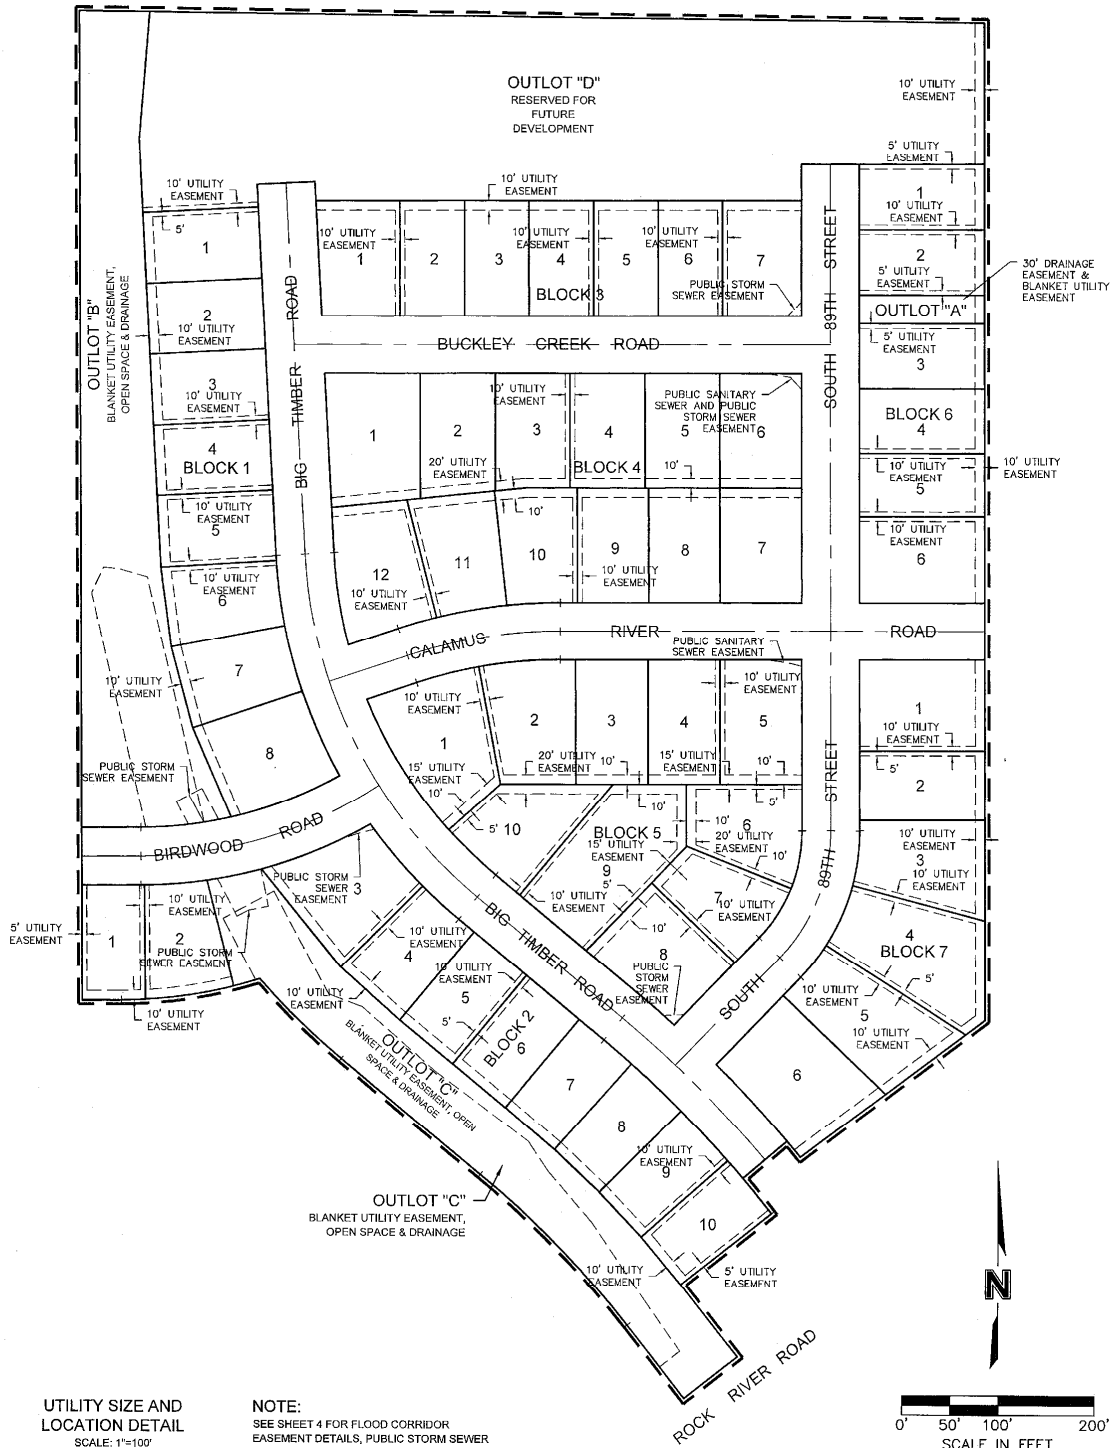 OUTLOT "D"
RESERVED FOR
FUTURE
DEVELOPMENT
10' UTILITY
EASEMENT
5' UTILITY
EASEMENT
10' UTILITY
EASEMENT
10' UTILITY
EASEMENT
1
10' UTILITY
EASEMENT
2
5' UTILITY
EASEMENT
30' DRAINAGE
EASEMENT &
BLANKET UTILITY
EASEMENT
OUTLOT "A"
5' UTILITY
EASEMENT
3
BLOCK 6
4
10' UTILITY
EASEMENT
10' UTILITY
EASEMENT
5
10' UTILITY
EASEMENT
6
5'
1
2
10' UTILITY
EASEMENT
3
10' UTILITY
EASEMENT
4
BLOCK 1
10' UTILITY
EASEMENT
5
10' UTILITY
EASEMENT
6
7
10' UTILITY
EASEMENT
8
OUTLOT "B"
BLANKET UTILITY EASEMENT,
OPEN SPACE & DRAINAGE
BIG TIMBER ROAD
10' UTILITY
EASEMENT
1
2
3
10' UTILITY
EASEMENT
4
5
10' UTILITY
EASEMENT
6
7
BLOCK 3
PUBLIC STORM
SEWER EASEMENT
SOUTH 89TH STREET
BUCKLEY CREEK ROAD
1
2
10' UTILITY
EASEMENT
3
4
5
6
PUBLIC SANITARY
SEWER AND PUBLIC
STORM SEWER
EASEMENT
20' UTILITY
EASEMENT
BLOCK 4
10'
10'
12
10' UTILITY
EASEMENT
11
10
9
10' UTILITY
EASEMENT
8
7
CALAMUS RIVER ROAD
PUBLIC SANITARY
SEWER EASEMENT
10' UTILITY
EASEMENT
1
2
3
4
10' UTILITY
EASEMENT
5
15' UTILITY
EASEMENT
10'
20' UTILITY
EASEMENT
10'
15' UTILITY
EASEMENT
10'
5'
10
5'
10'
10'
BLOCK 5
15' UTILITY
EASEMENT
9
5'
10' UTILITY
EASEMENT
6
20' UTILITY
EASEMENT
10'
7
10' UTILITY
EASEMENT
10'
8
PUBLIC
STORM
SEWER
EASEMENT
SOUTH 89TH STREET
1
10' UTILITY
EASEMENT
5'
2
10' UTILITY
EASEMENT
3
10' UTILITY
EASEMENT
4
BLOCK 7
5'
10' UTILITY
EASEMENT
5
10' UTILITY
EASEMENT
6
PUBLIC STORM
SEWER EASEMENT
BIRDWOOD ROAD
5' UTILITY
EASEMENT
1
10' UTILITY
EASEMENT
2
PUBLIC STORM
SEWER EASEMENT
10' UTILITY
EASEMENT
PUBLIC STORM
SEWER
EASEMENT
3
10' UTILITY
EASEMENT
4
10' UTILITY
EASEMENT
10' UTILITY
EASEMENT
5
5'
BLOCK 2
6
7
8
10' UTILITY
EASEMENT
9
10
10' UTILITY
EASEMENT
5' UTILITY
EASEMENT
BIG TIMBER ROAD
OUTLOT "C"
BLANKET UTILITY EASEMENT, OPEN
SPACE & DRAINAGE
OUTLOT "C"
BLANKET UTILITY EASEMENT,
OPEN SPACE & DRAINAGE
ROCK RIVER ROAD
N
UTILITY SIZE AND
LOCATION DETAIL
SCALE: 1"=100'
NOTE:
SEE SHEET 4 FOR FLOOD CORRIDOR
EASEMENT DETAILS, PUBLIC STORM SEWER
0' 50' 100' 200'
SCALE IN FEET